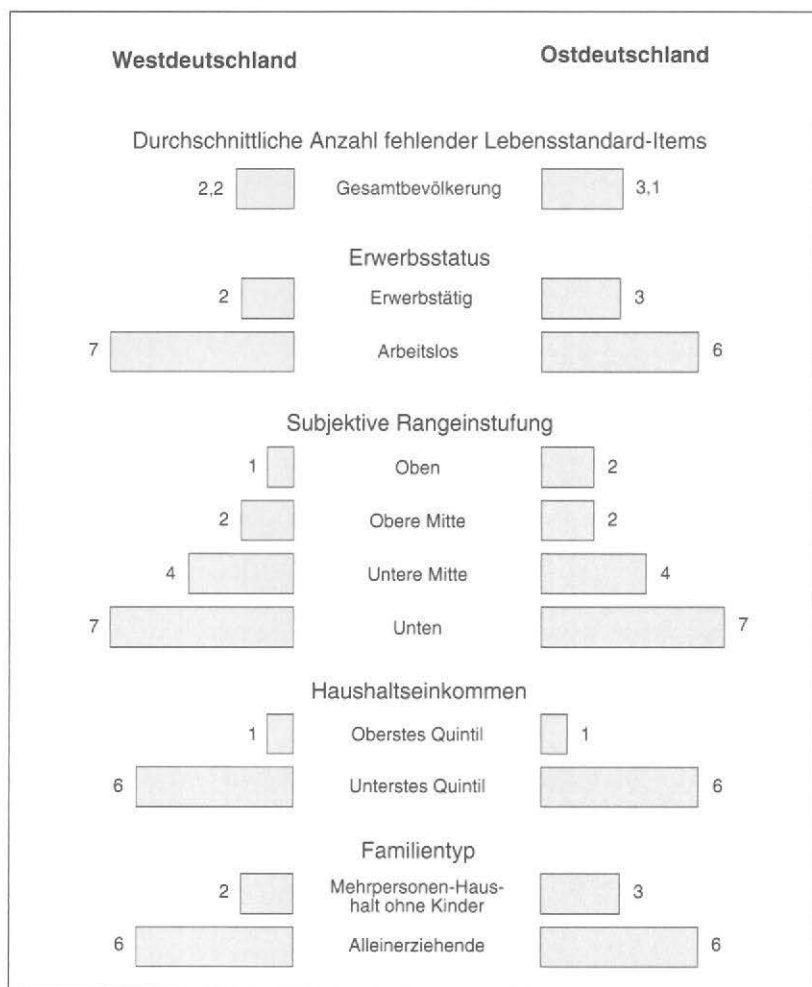 Westdeutschland Ostdeutschland
Durchschnittliche Anzahl fehlender Lebensstandard-Items
2,2 Gesamtbevölkerung 3,1
Erwerbsstatus
2 Erwerbstätig 3
7 Arbeitslos 6
Subjektive Rangeinstufung
1 Oben 2
2 Obere Mitte 2
4 Untere Mitte 4
7 Unten 7
Haushaltseinkommen
1 Oberstes Quintil 1
6 Unterstes Quintil 6
Familientyp
2 Mehrpersonen-Haus- 3
halt ohne Kinder
6 Alleinerziehende 6